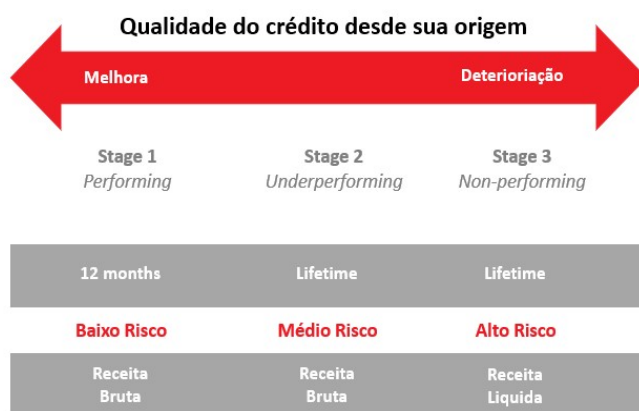 Qualidade do crédito desde sua origem
Melhora Deterioriação
Stage 1 Stage 2 Stage 3
Performing Underperforming Non-performing
12 months Lifetime Lifetime
Baixo Risco Médio Risco Alto Risco
Receita Receita Receita
Bruta Bruta Liquida